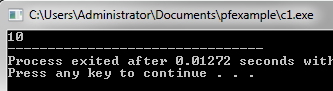 C:\Users\Administrator\Documents\pfexample\c1.exe
10
--------------------------------
Process exited after 0.01272 seconds with
Press any key to continue . . .